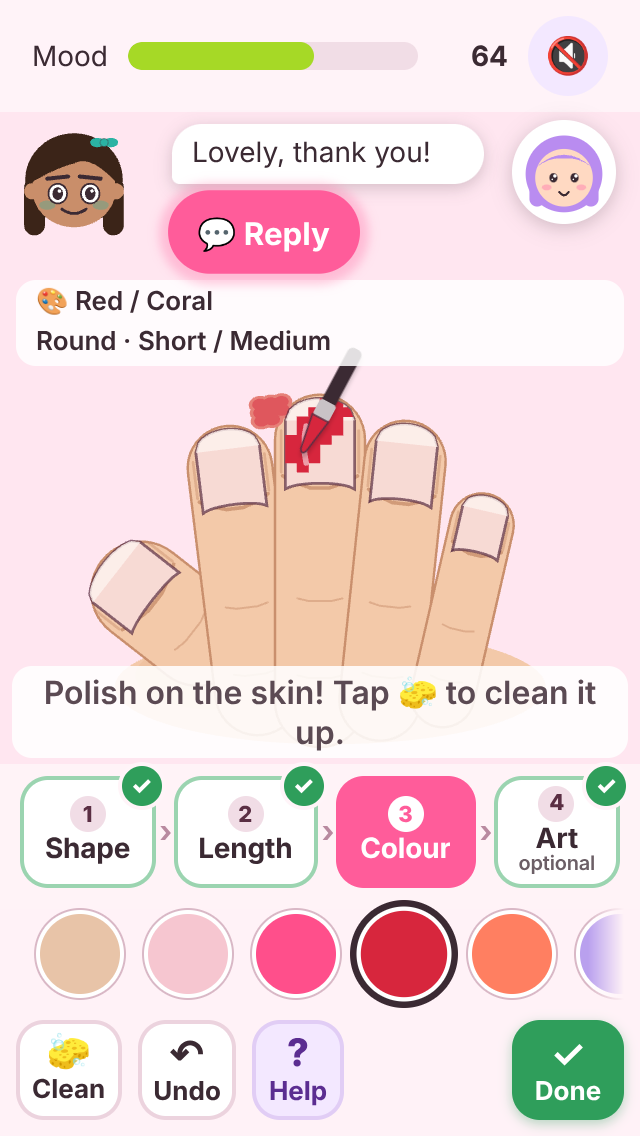 Mood
64
Lovely, thank you!
💬 Reply
🎨 Red / Coral
Round · Short / Medium
Polish on the skin! Tap 🧽 to clean it
up.
1
Shape
2
Length
3
Colour
4
Art
optional
Clean
Undo
?
Help
Done